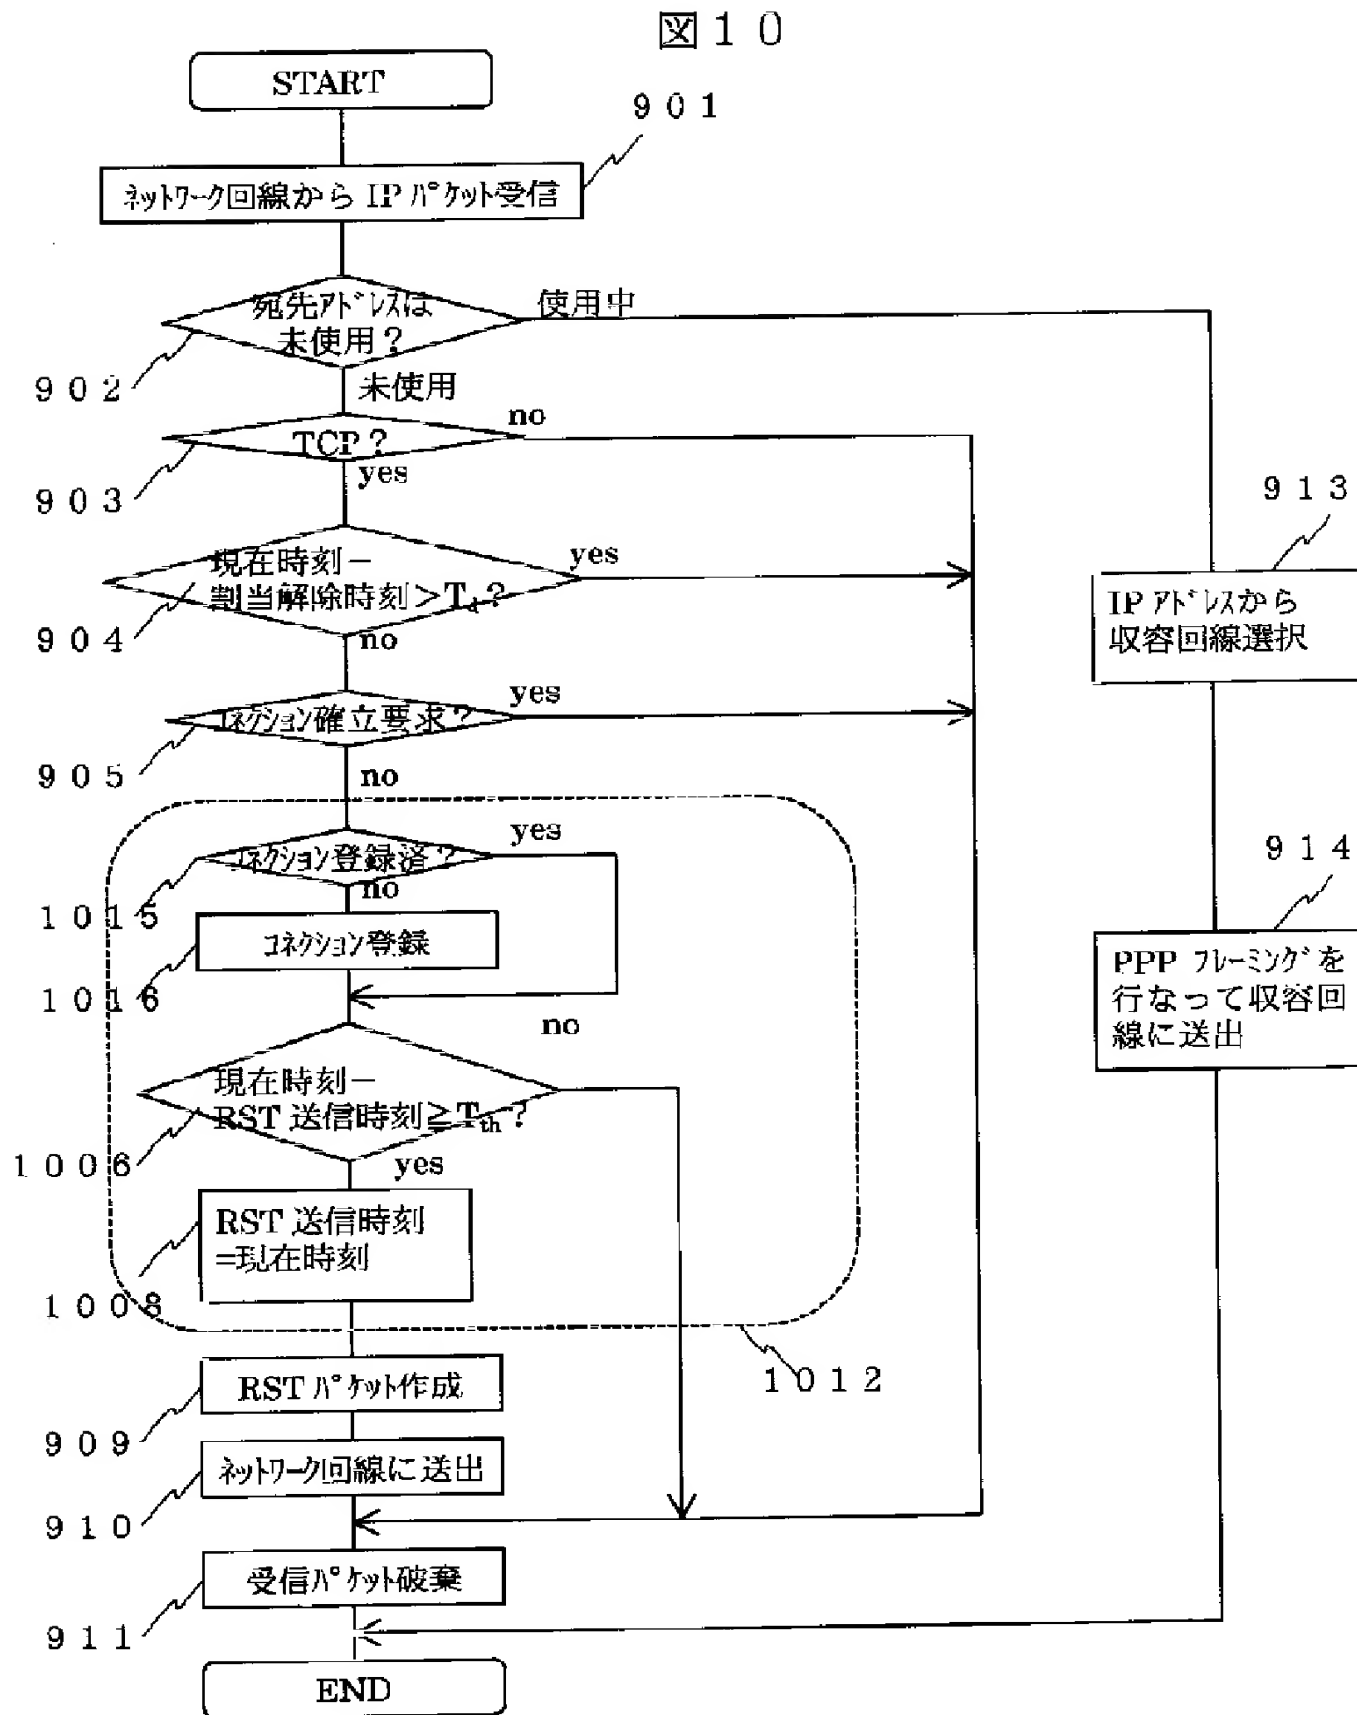 図１０
START
９０１
ﾈｯﾄﾜｰｸ回線から IP ﾊﾟｹｯﾄ受信
宛先ｱﾄﾞﾚｽは
未使用？
使用中
９０２
未使用
TCP？
no
９０３
yes
現在時刻－
割当解除時刻＞Td？
yes
９０４
no
ｺﾈｸｼｮﾝ確立要求？
yes
９０５
no
ｺﾈｸｼｮﾝ登録済？
yes
１０１５
no
ｺﾈｸｼｮﾝ登録
１０１６
no
現在時刻－
RST 送信時刻≧Tth？
１００６
yes
RST 送信時刻
=現在時刻
１００８
１０１２
RST ﾊﾟｹｯﾄ作成
９０９
ﾈｯﾄﾜｰｸ回線に送出
９１０
受信ﾊﾟｹｯﾄ破棄
９１１
END
９１３
IP ｱﾄﾞﾚｽから
収容回線選択
９１４
PPP ﾌﾚｰﾐﾝｸﾞを
行なって収容回
線に送出